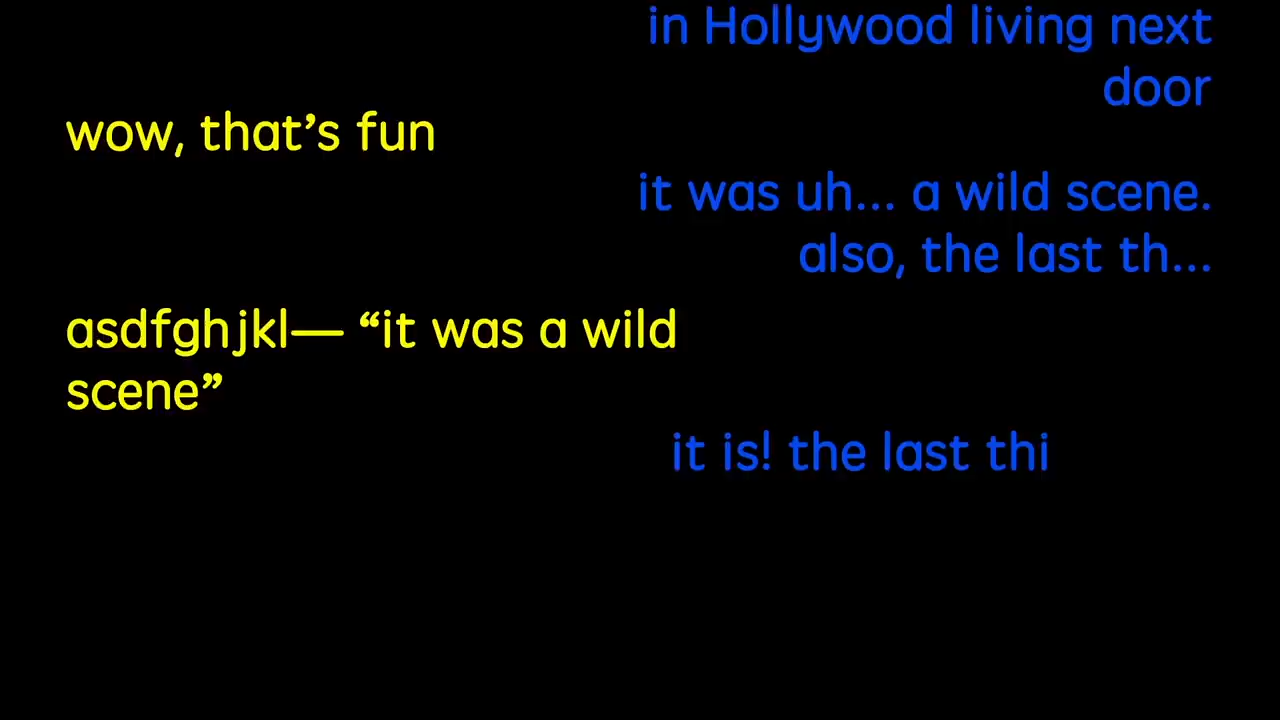 in Hollywood living next
door
wow, that’s fun
it was uh... a wild scene.
also, the last th...
asdfghjkl— “it was a wild
scene”
it is! the last thi